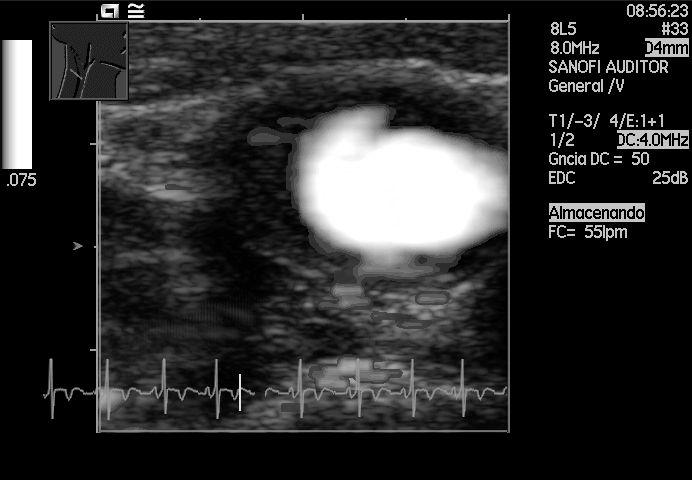 08:56:23
8L5 #33
8.0MHz 04mm
SANOFI AUDITOR
General /V
T1/-3/ 4/E:1+1
1/2 DC:4.0MHz
Gncia DC = 50
EDC 25dB
Almacenando
FC= 55lpm
.075